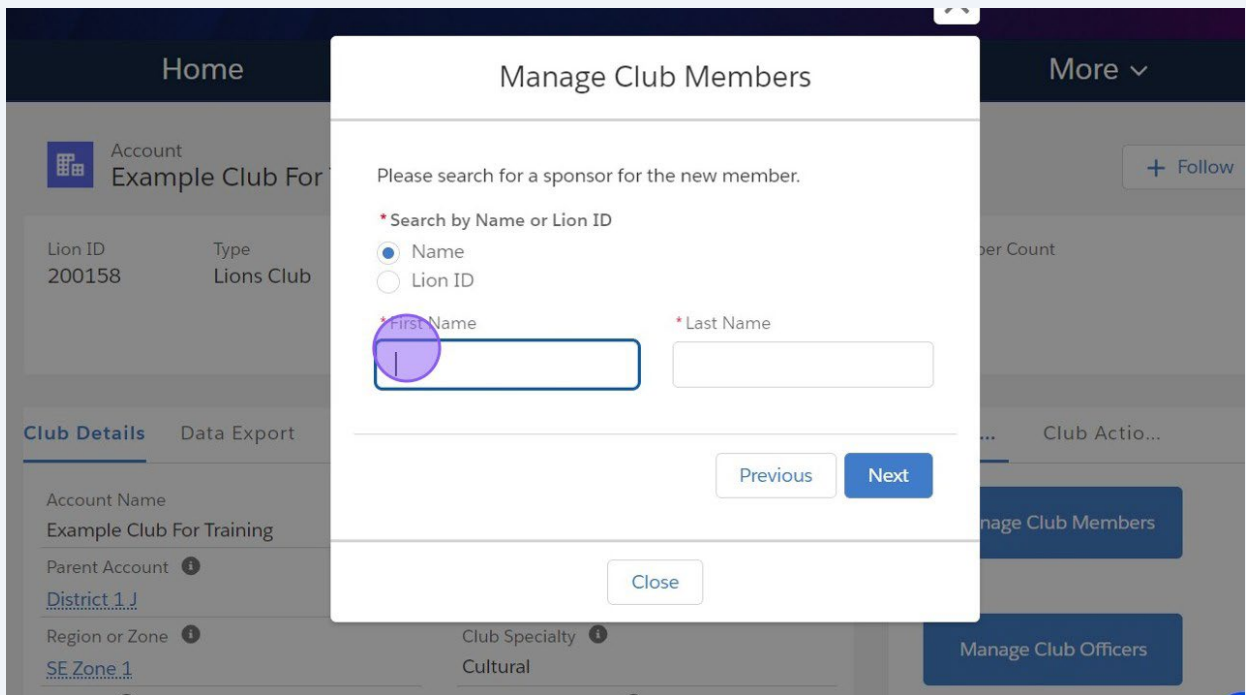 Home
More
Manage Club Members
Account
Example Club For
+ Follow
Please search for a sponsor for the new member.
* Search by Name or Lion ID
Name
Lion ID
Lion ID
200158
Type
Lions Club
Count
* First Name
* Last Name
Club Details
Data Export
...
Club Actio...
Previous
Next
Account Name
Example Club For Training
Club Members
Parent Account
District 1 J
Close
Region or Zone
SE Zone 1
Club Specialty
Cultural
Manage Club Officers